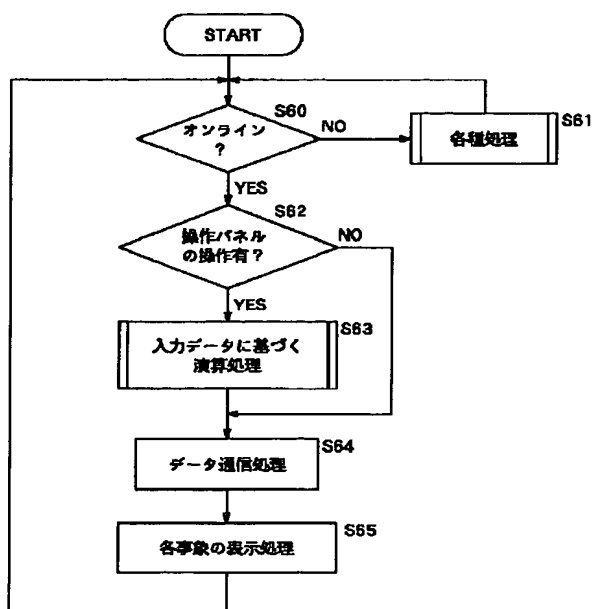 START
S60
オンライン
?
NO
各種処理
S61
YES
S62
操作パネル
の操作有?
NO
YES
S63
入力データに基づく
演算処理
S64
データ通信処理
S65
各事象の表示処理